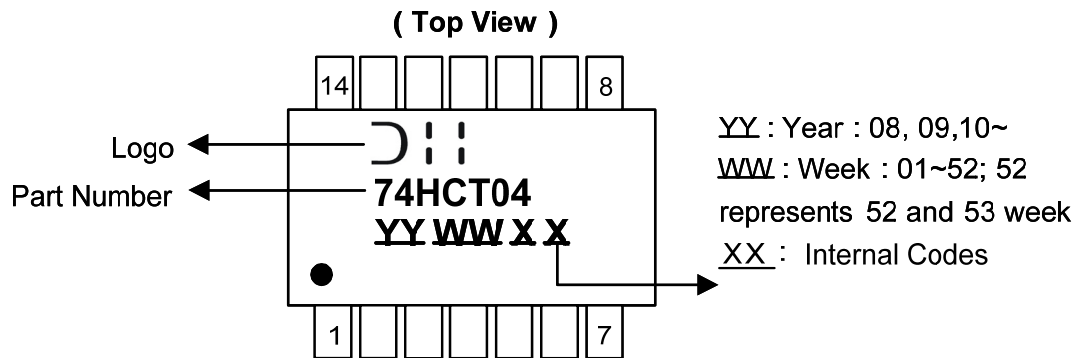 ( Top View )
14
8
Logo
Part Number
74HCT04
YY WW X X
YY : Year : 08, 09,10~
WW : Week : 01~52; 52
represents 52 and 53 week
XX : Internal Codes
1
7